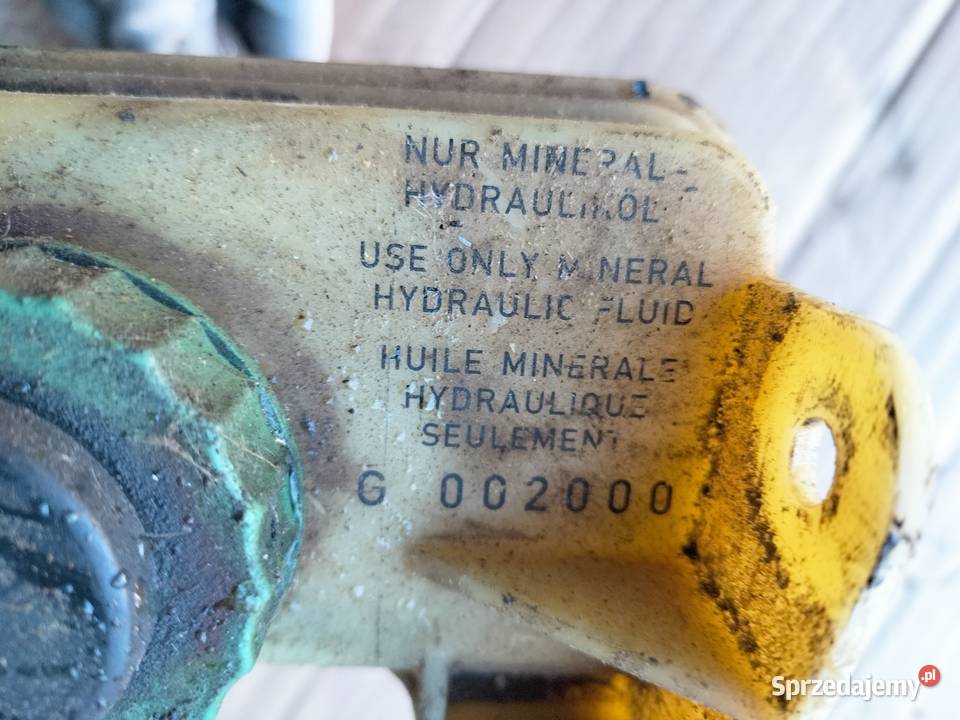 NUR MINERAL-
HYDRAULIKÖL
USE ONLY MINERAL
HYDRAULIC FLUID
HUILE MINERALE
HYDRAULIQUE
SEULEMENT
G 002000
Sprzedajemy.pl